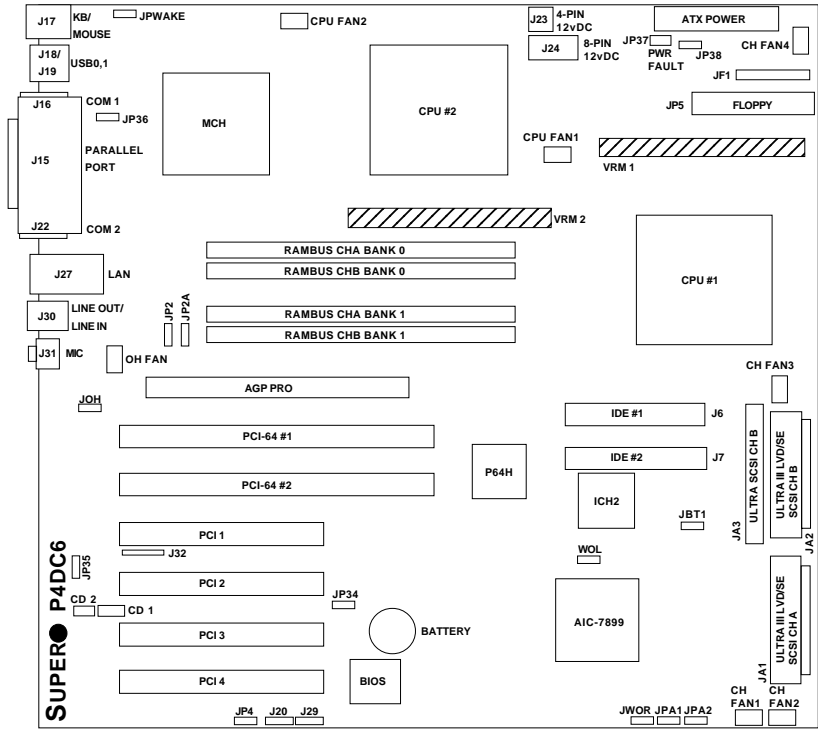 J17
KB/
MOUSE
JPWAKE
CPU FAN2
J23
4-PIN
12vDC
J24
8-PIN
12vDC
JP37
PWR
FAULT
JP38
ATX POWER
CH FAN4
JF1
J18/
J19
USB0,1
J16
COM 1
JP36
MCH
CPU #2
JP5
FLOPPY
J15
PARALLEL
PORT
CPU FAN1
VRM 1
J22
COM 2
VRM 2
J27
LAN
RAMBUS CHA BANK 0
RAMBUS CHB BANK 0
CPU #1
J30
LINE OUT/
LINE IN
JP2
JP2A
RAMBUS CHA BANK 1
RAMBUS CHB BANK 1
J31
MIC
OH FAN
CH FAN3
AGP PRO
JOH
IDE #1
J6
PCI-64 #1
IDE #2
J7
P64H
PCI-64 #2
ICH2
ULTRA SCSI CH B
JA3
ULTRA III LVD/SE
SCSI CH B
JA2
JBT1
PCI 1
J32
JP35
WOL
PCI 2
JP34
CD 2
CD 1
BATTERY
AIC-7899
ULTRA III LVD/SE
SCSI CH A
JA1
PCI 3
PCI 4
BIOS
SUPER P4DC6
CH
FAN1
CH
FAN2
JP4
J20
J29
JWOR
JPA1
JPA2